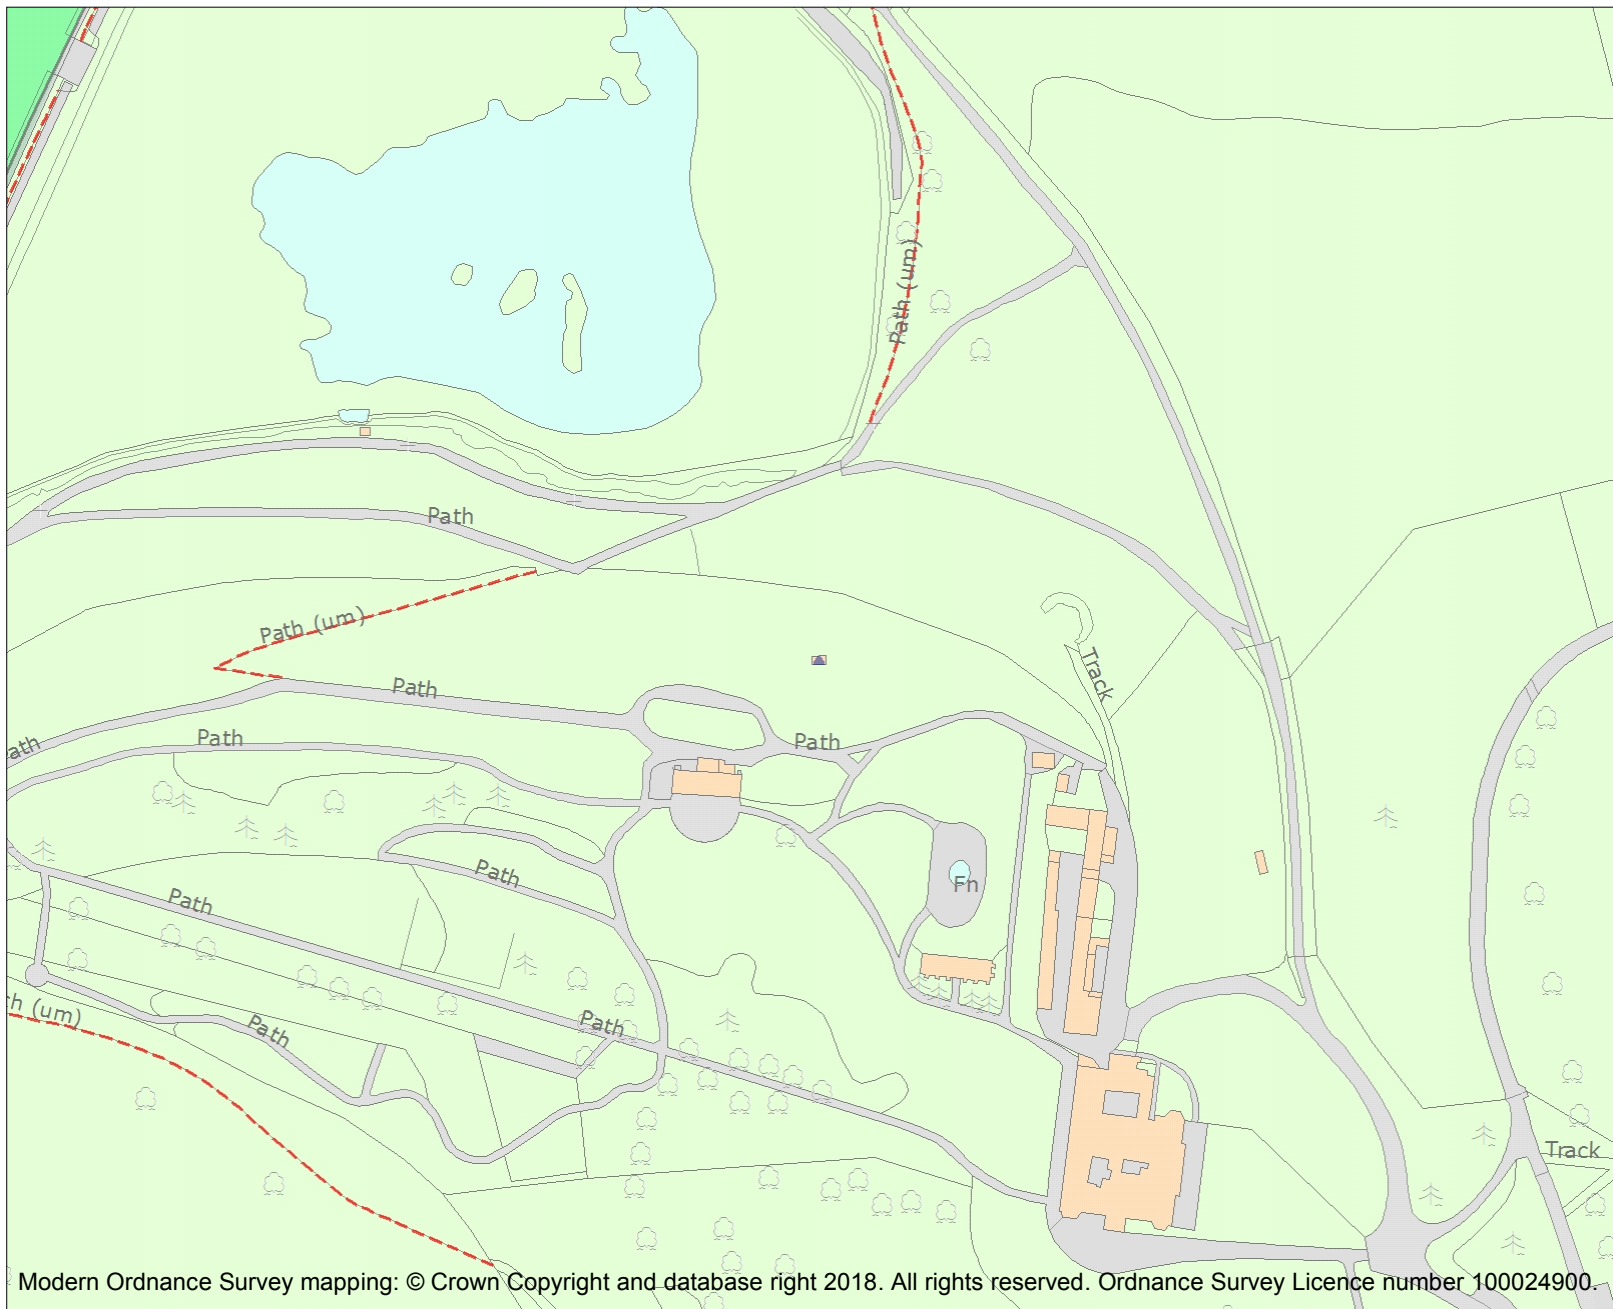 Path (um)
Path
Path (um)
Track
Path
Path
ath
Path
Path
Fn
Path
ch (um)
Path
Path
Track
Modern Ordnance Survey mapping: © Crown Copyright and database right 2018. All rights reserved. Ordnance Survey Licence number 100024900.